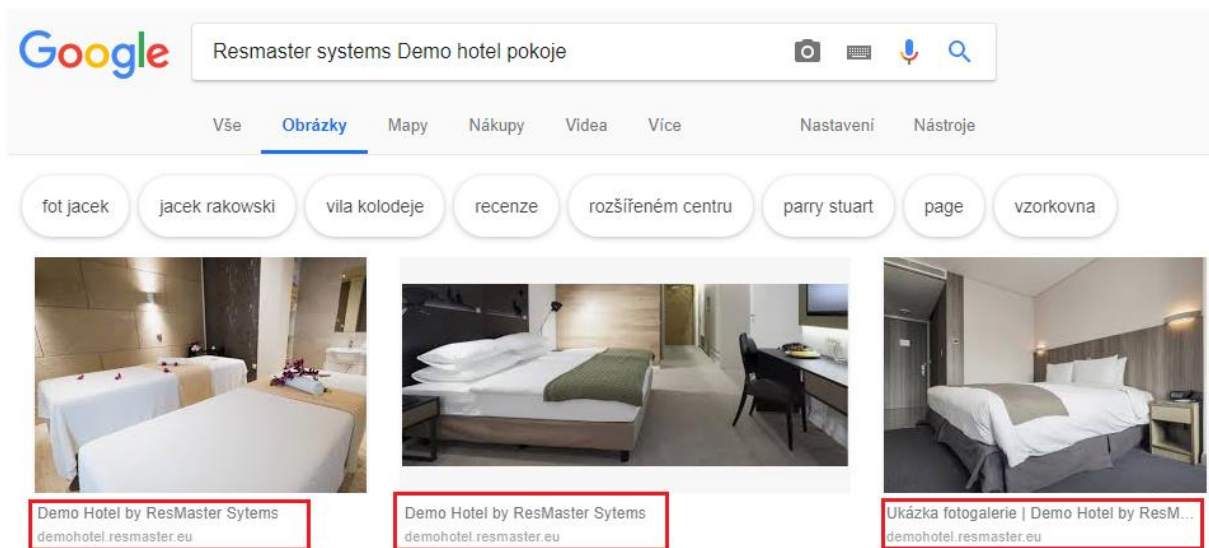 Google
Resmaster systems Demo hotel pokoje
Vše Obrázky Mapy Nákupy Videa Více Nastavení Nástroje
fot jacek jacek rakowski vila kolodeje recenze rozšířeném centru parry stuart page vzorkovna
Demo Hotel by ResMaster Sytems
demohotel.resmaster.eu
Demo Hotel by ResMaster Sytems
demohotel.resmaster.eu
Ukázka fotogalerie | Demo Hotel by ResM...
demohotel.resmaster.eu